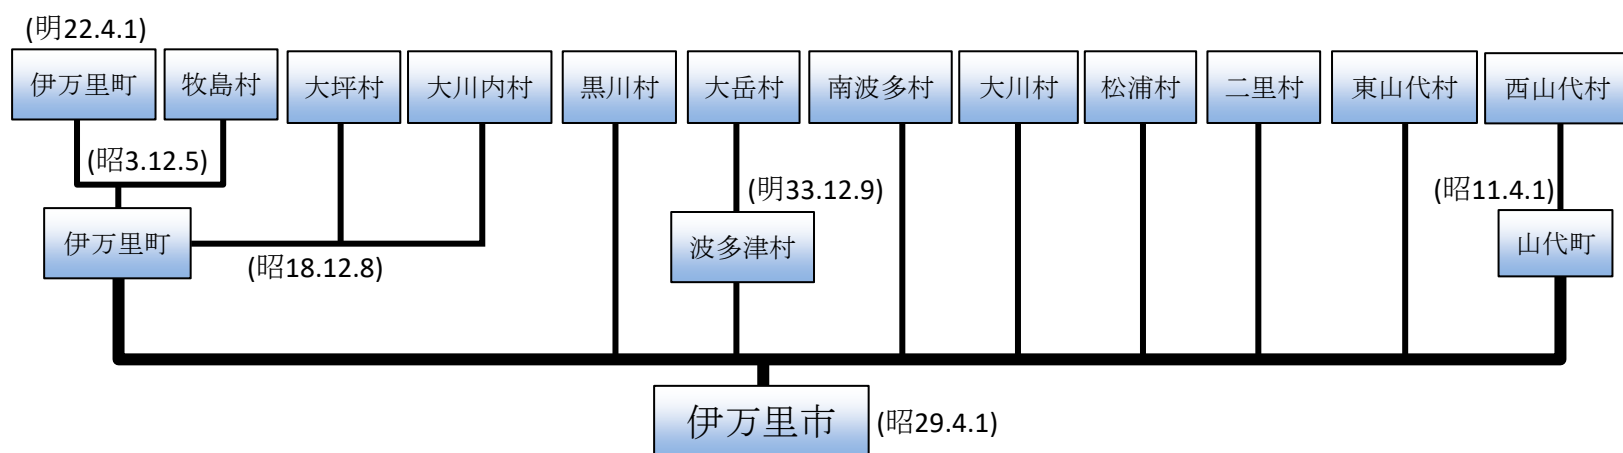 (明22.4.1)
伊万里町 牧島村 大坪村 大川内村 黒川村 大岳村 南波多村 大川村 松浦村 二里村 東山代村 西山代村
(昭3.12.5)
(明33.12.9)
(昭11.4.1)
伊万里町
波多津村
山代町
(昭18.12.8)
伊万里市
(昭29.4.1)